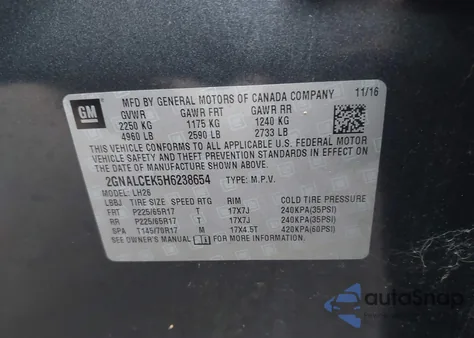 GM
MFD BY GENERAL MOTORS OF CANADA COMPANY 11/16
GVWR GAWR FRT GAWR RR
2250 KG 1175 KG 1240 KG
4960 LB 2590 LB 2733 LB
THIS VEHICLE CONFORMS TO ALL APPLICABLE U.S. FEDERAL MOTOR
VEHICLE SAFETY, BUMPER, AND THEFT PREVENTION STANDARDS IN EFFECT ON
THE DATE OF MANUFACTURE SHOWN ABOVE.
2GNALCEK5H6238654 TYPE: M.P.V.
MODEL: LH26
LBBJ TIRE SIZE SPEED RTG RIM COLD TIRE PRESSURE
FRT P225/65R17 T 17X7J 240KPA(35PSI)
RR P225/65R17 T 17X7J 240KPA(35PSI)
SPA T145/70R17 M 17X4.5T 420KPA(60PSI)
SEE OWNER'S MANUAL
autoSnap